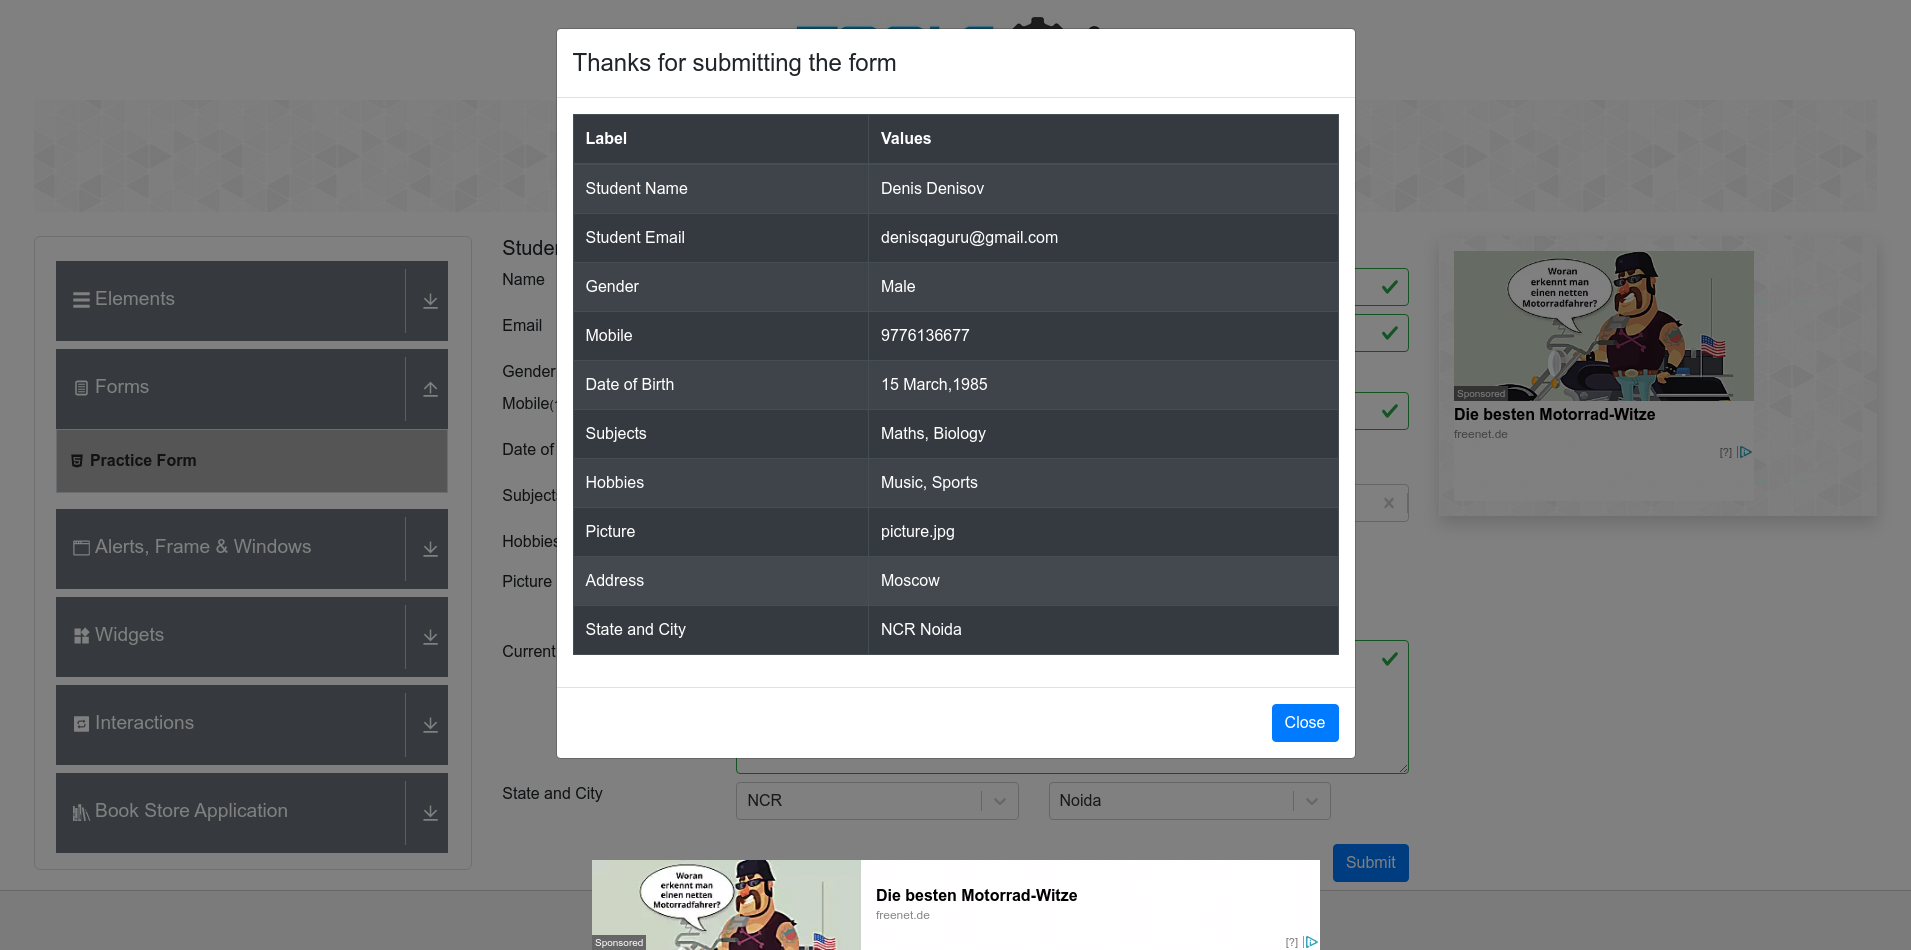 Thanks for submitting the form
Label Values
Student Name Denis Denisov
Student Email denisqaguru@gmail.com
Gender Male
Mobile 9776136677
Date of Birth 15 March,1985
Subjects Maths, Biology
Hobbies Music, Sports
Picture picture.jpg
Address Moscow
State and City NCR Noida
Close
Elements
Forms
Practice Form
Alerts, Frame & Windows
Widgets
Interactions
Book Store Application
Name
Email
Gender
Mobile
Date of
Picture
Current
State and City NCR Noida
Submit
Woran
erkennt man
einen netten
Motorradfahrer?
Sponsored
Die besten Motorrad-Witze
freenet.de
[?]
Woran
erkennt man
einen netten
Motorradfahrer?
Sponsored
Die besten Motorrad-Witze
freenet.de
[?]